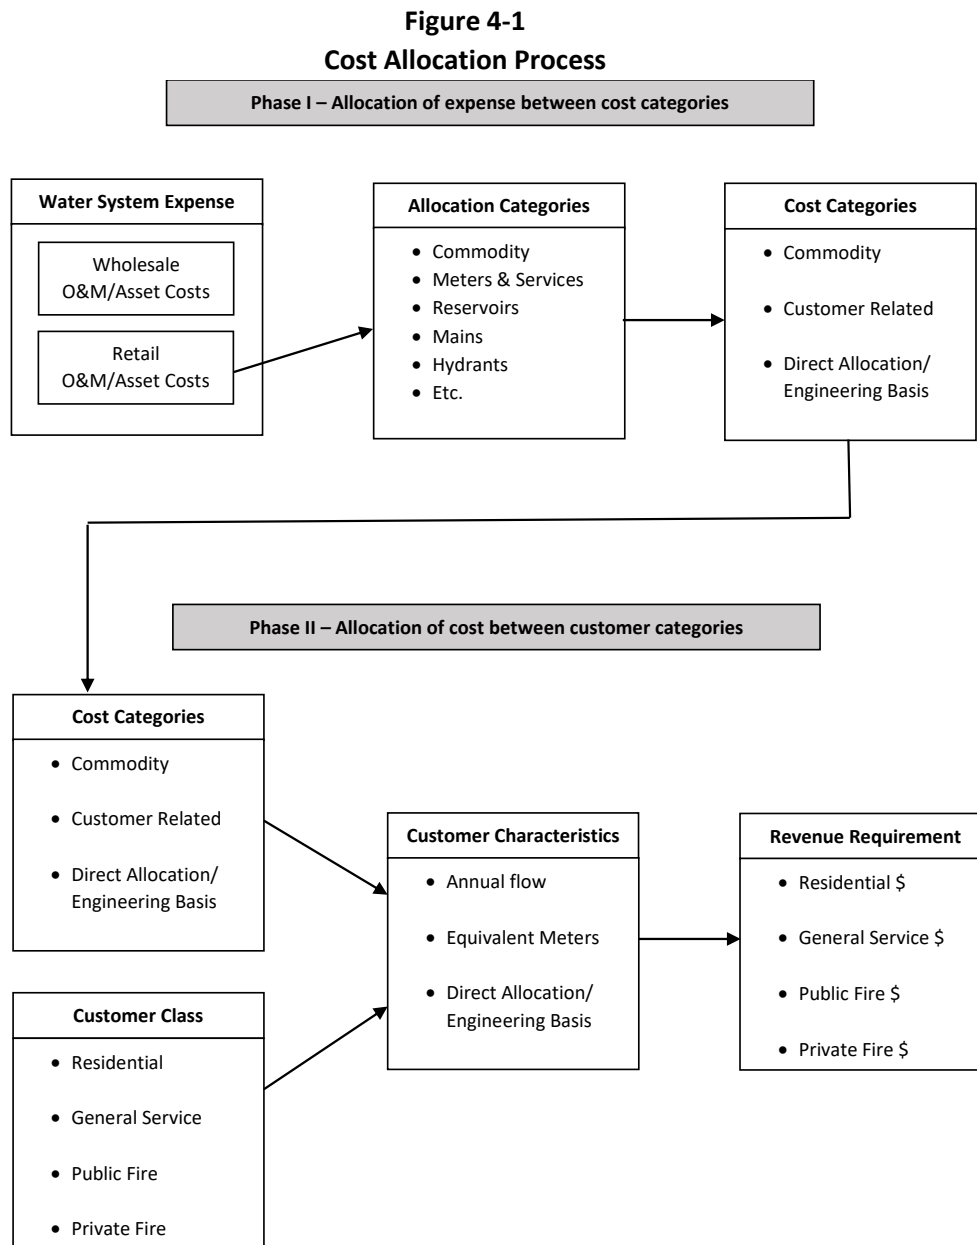 Figure 4-1
Cost Allocation Process
Phase I – Allocation of expense between cost categories
Water System Expense
Wholesale
O&M/Asset Costs
Retail
O&M/Asset Costs
Allocation Categories
• Commodity
• Meters & Services
• Reservoirs
• Mains
• Hydrants
• Etc.
Cost Categories
• Commodity
• Customer Related
• Direct Allocation/
Engineering Basis
Phase II – Allocation of cost between customer categories
Cost Categories
• Commodity
• Customer Related
• Direct Allocation/
Engineering Basis
Customer Class
• Residential
• General Service
• Public Fire
• Private Fire
Customer Characteristics
• Annual flow
• Equivalent Meters
• Direct Allocation/
Engineering Basis
Revenue Requirement
• Residential $
• General Service $
• Public Fire $
• Private Fire $